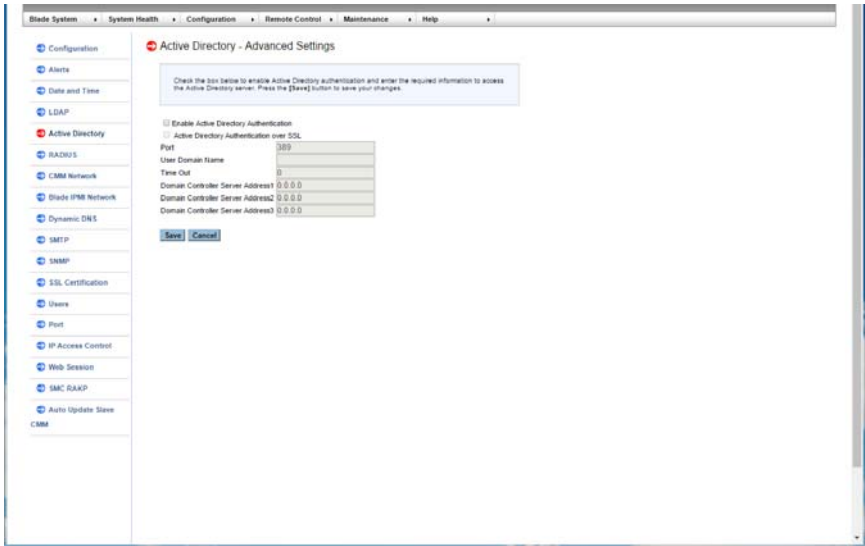 Blade System System Health Configuration Remote Control Maintenance Help
Configuration
Alerts
Date and Time
LDAP
Active Directory
RADIUS
CMM Network
Blade IPMI Network
Dynamic DNS
SMTP
SNMP
SSL Certification
Users
Port
IP Access Control
Web Session
SMC RAKP
Auto Update Slave
CMM
Active Directory - Advanced Settings
Check the box below to enable Active Directory authentication and enter the required information to access
the Active Directory server. Press the [Save] button to save your changes.
Enable Active Directory Authentication
Active Directory Authentication over SSL
Port 389
User Domain Name
Time Out 0
Domain Controller Server Address1 0.0.0.0
Domain Controller Server Address2 0.0.0.0
Domain Controller Server Address3 0.0.0.0
Save Cancel